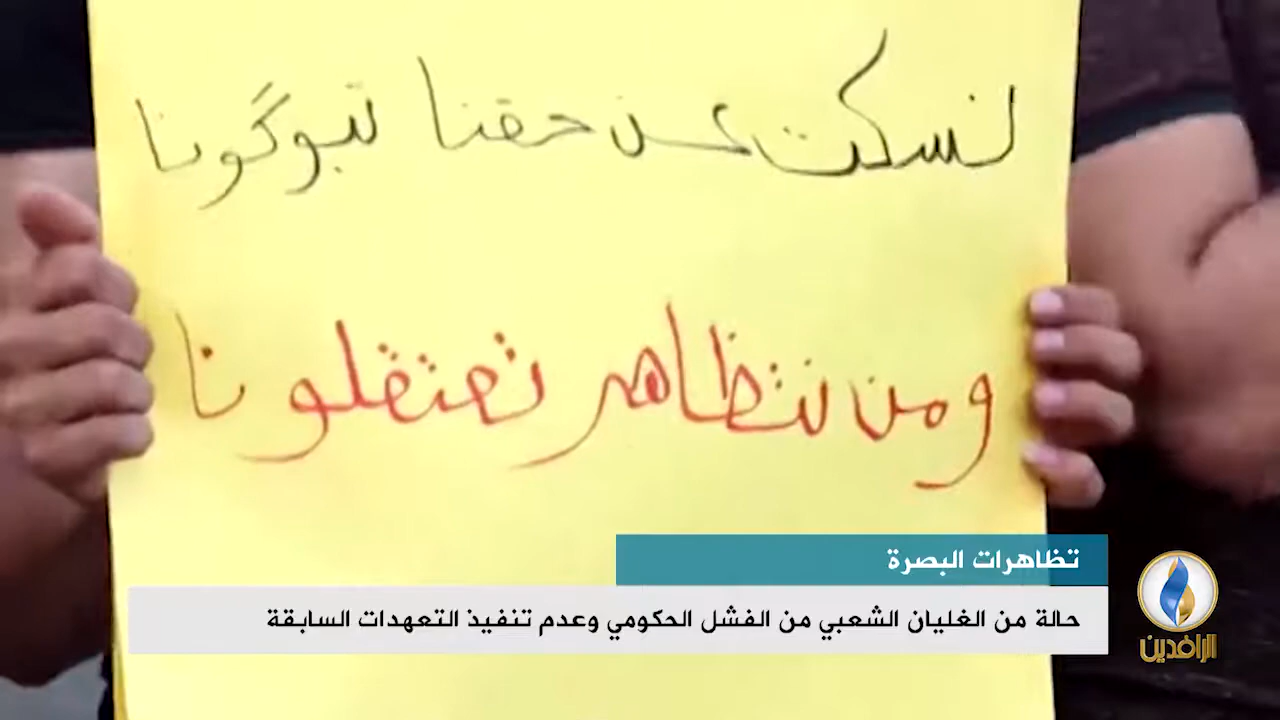 نسكت عن حقنا تبوگونا
ومن نتظاهر تعتقلونا
تظاهرات البصرة
حالة من الغليان الشعبي من الفشل الحكومي وعدم تنفيذ التعهدات السابقة
الرافدين